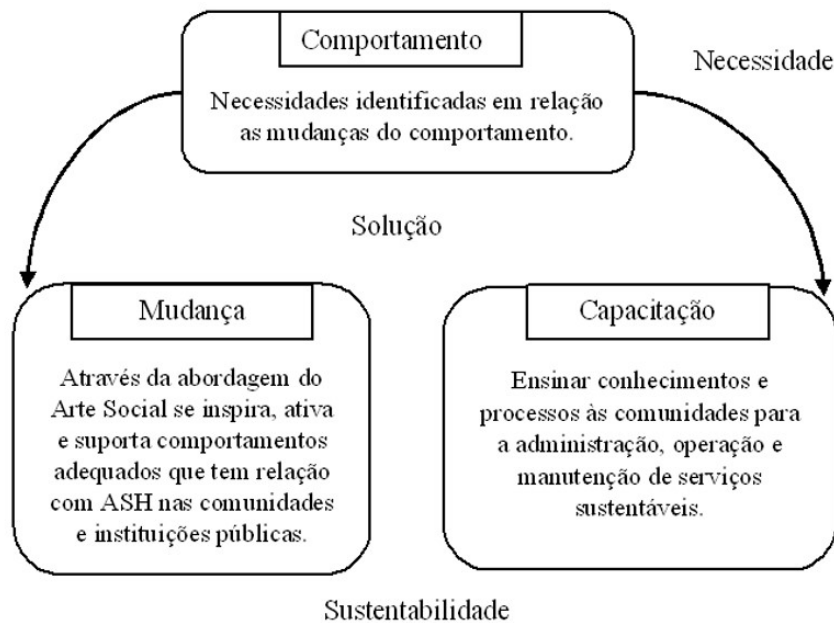 Comportamento
Necessidade
Necessidades identificadas em relação
as mudanças do comportamento.
Solução
Mudança
Através da abordagem do
Arte Social se inspira, ativa
e suporta comportamentos
adequados que tem relação
com ASH nas comunidades
e instituições públicas.
Capacitação
Ensinar conhecimentos e
processos às comunidades para
a administração, operação e
manutenção de serviços
sustentáveis.
Sustentabilidade